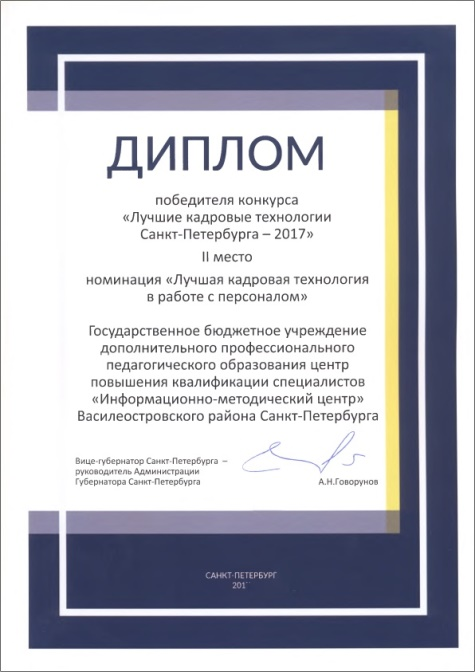 ДИПЛОМ
победителя конкурса
«Лучшие кадровые технологии
Санкт-Петербурга – 2017»
II место
номинация «Лучшая кадровая технология
в работе с персоналом»
Государственное бюджетное учреждение
дополнительного профессионального
педагогического образования центр
повышения квалификации специалистов
«Информационно-методический центр»
Василеостровского района Санкт-Петербурга
Вице-губернатор Санкт-Петербурга –
руководитель Администрации
Губернатора Санкт-Петербурга
А.Н.Говорунов
САНКТ-ПЕТЕРБУРГ